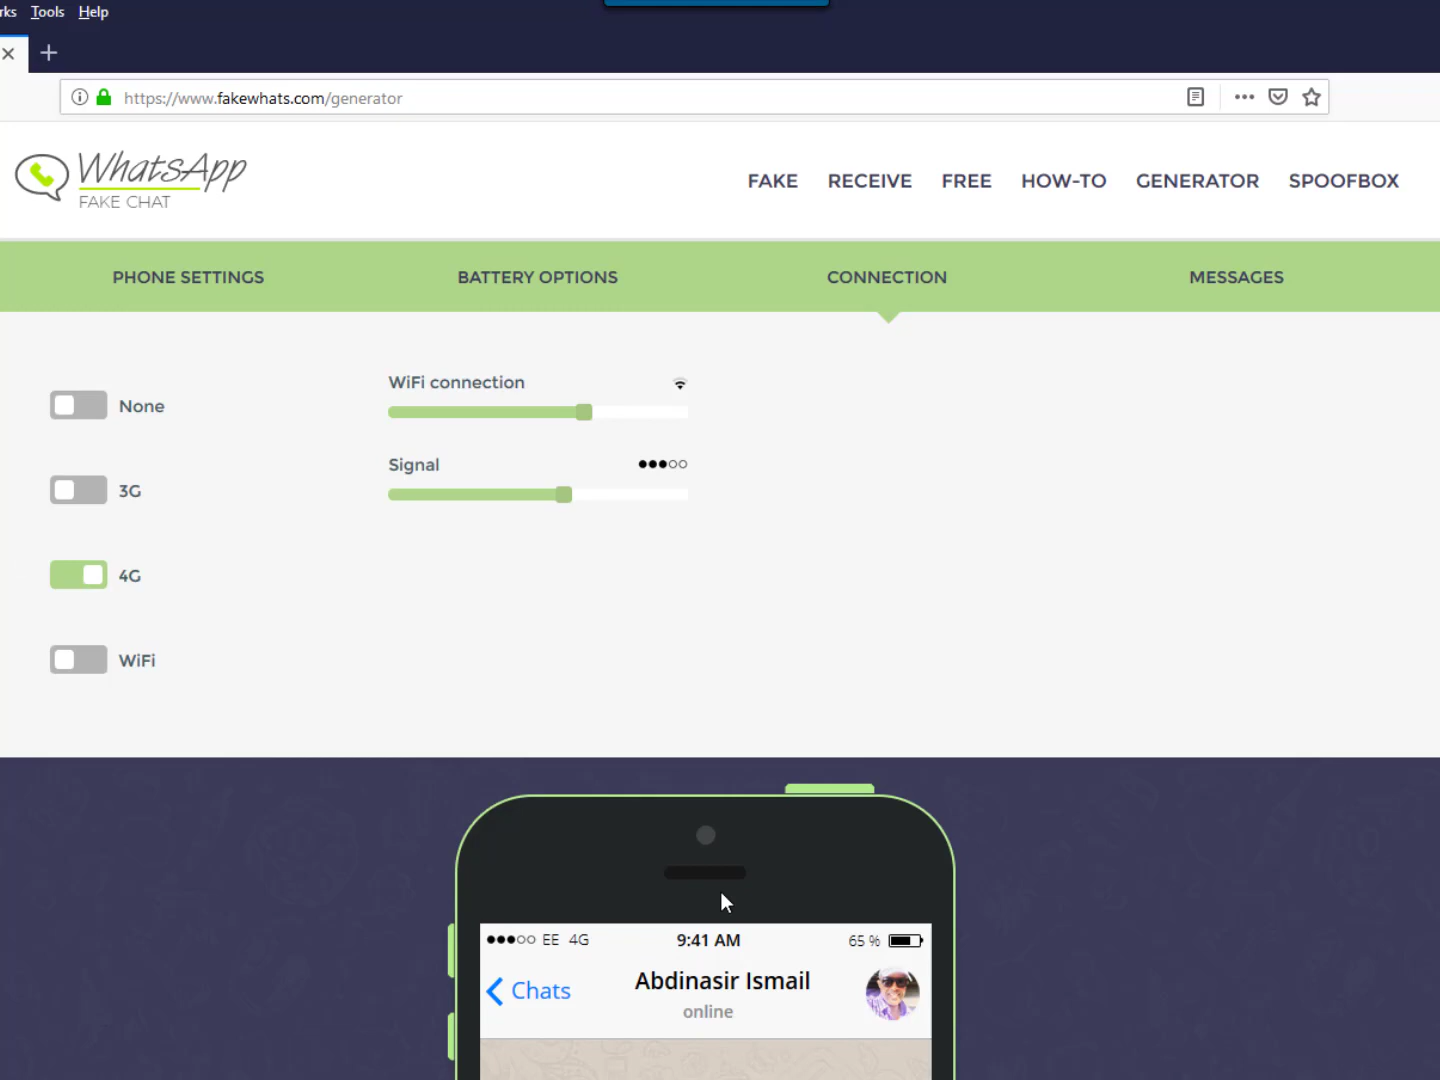 rks Tools Help
https://www.fakewhats.com/generator
WhatsApp
FAKE CHAT
FAKE RECEIVE FREE HOW-TO GENERATOR SPOOFBOX
PHONE SETTINGS BATTERY OPTIONS CONNECTION MESSAGES
None
3G
4G
WiFi
WiFi connection
Signal
EE 4G 9:41 AM 65 %
Chats
Abdinasir Ismail
online